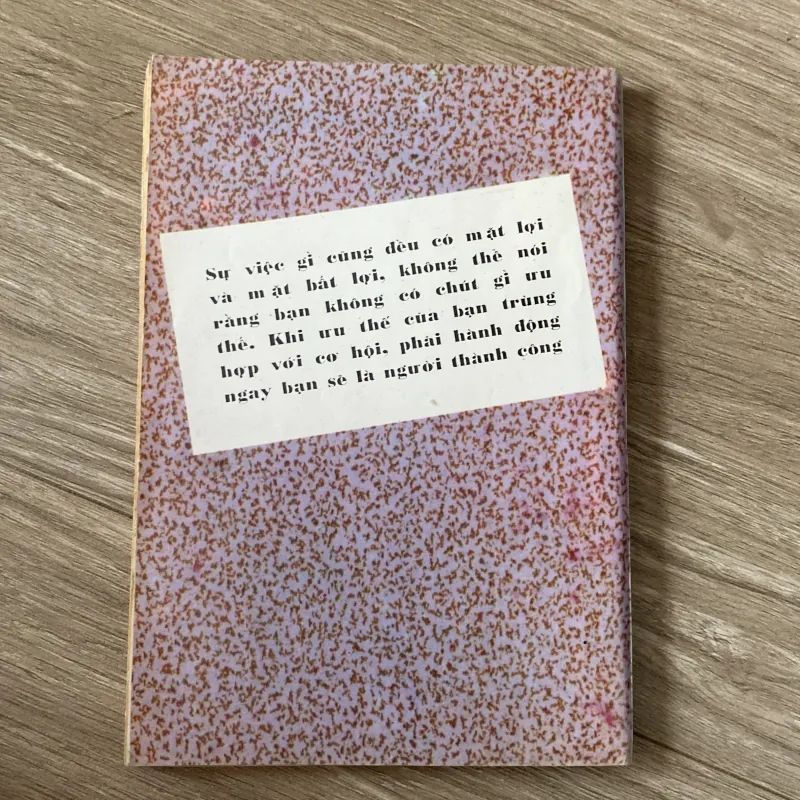 Sự việc gì cũng đều có mặt lợi
và mặt bất lợi, không thể nói
rằng bạn không có chút gì ưu
thế. Khi ưu thế của bạn trùng
hợp với cơ hội, phải hành động
ngay bạn sẽ là người thành công